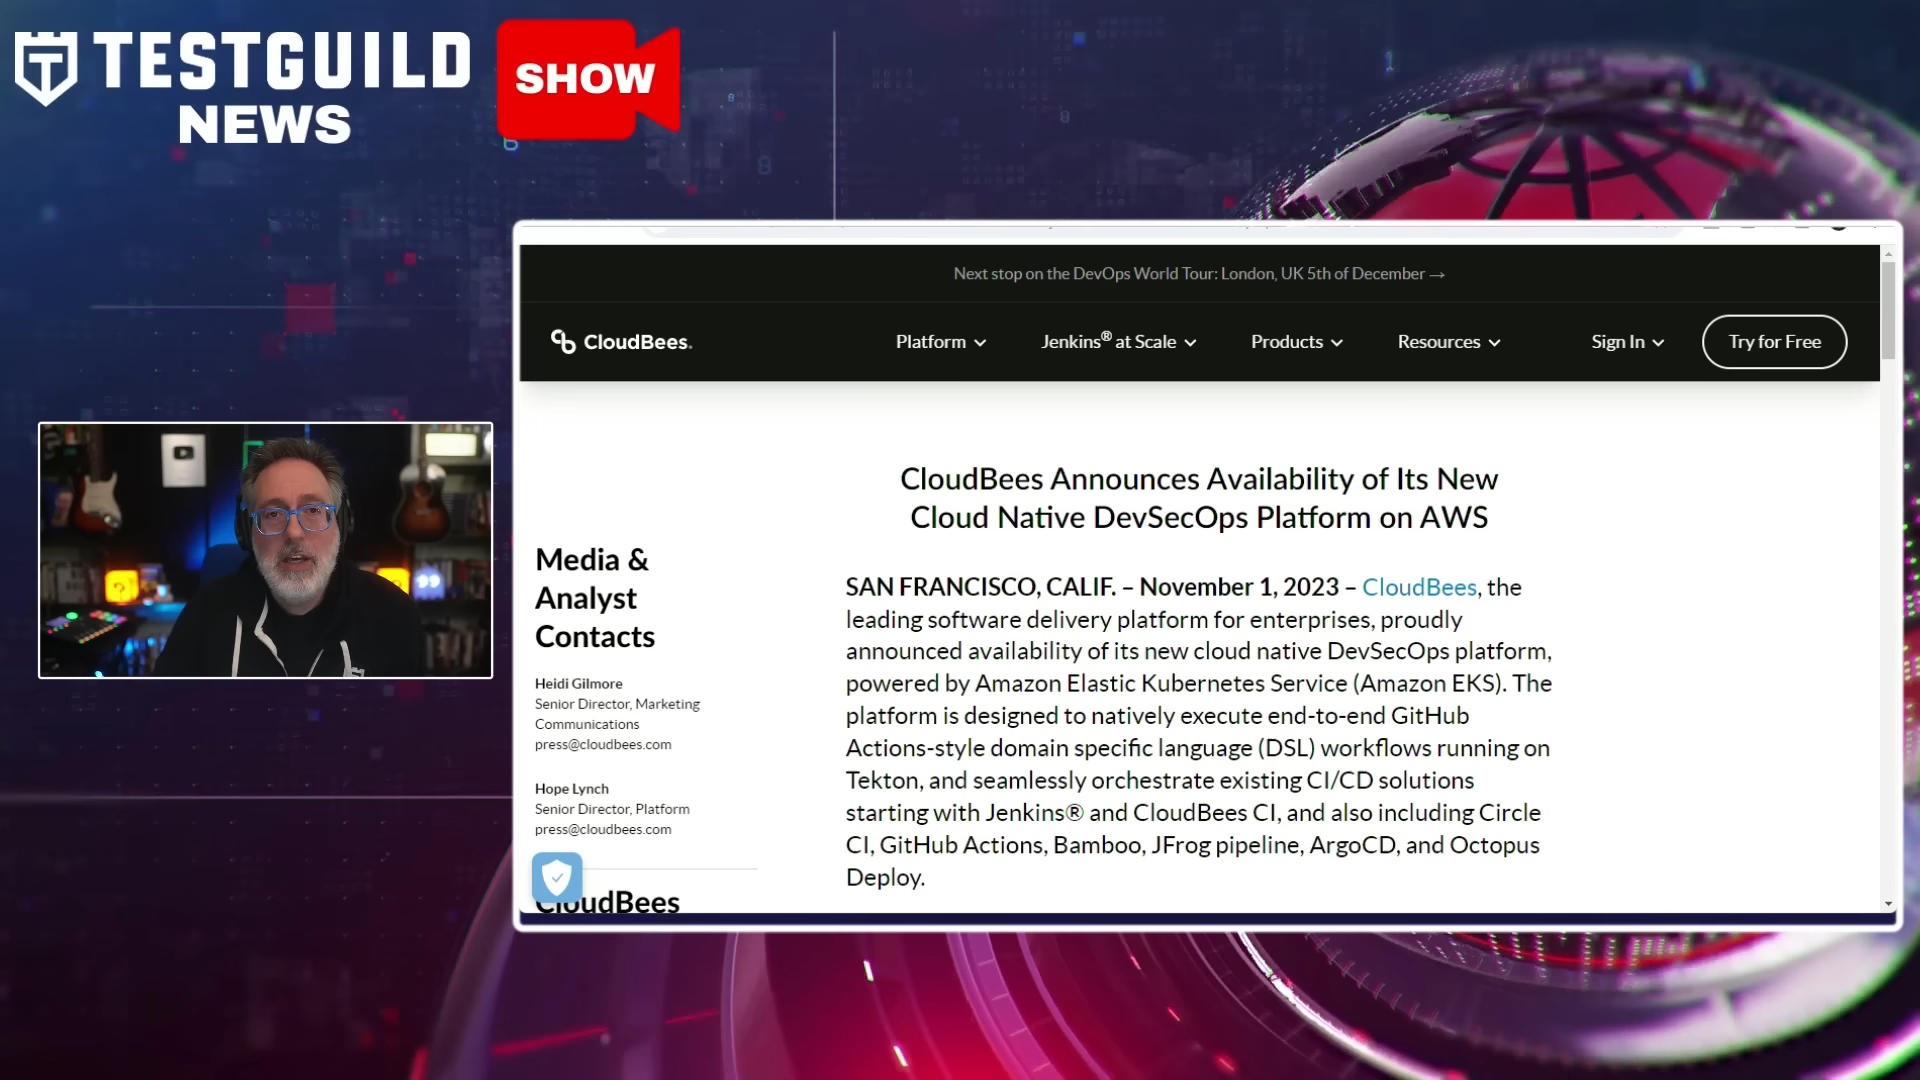 TESTGUILD
NEWS
SHOW
Next stop on the DevOps World Tour: London, UK 5th of December →
CloudBees.
Platform
Jenkins® at Scale
Products
Resources
Sign In
Try for Free
CloudBees Announces Availability of Its New
Cloud Native DevSecOps Platform on AWS
Media &
Analyst
Contacts
Heidi Gilmore
Senior Director, Marketing
Communications
press@cloudbees.com
Hope Lynch
Senior Director, Platform
press@cloudbees.com
CloudBees
SAN FRANCISCO, CALIF. – November 1, 2023 – CloudBees, the
leading software delivery platform for enterprises, proudly
announced availability of its new cloud native DevSecOps platform,
powered by Amazon Elastic Kubernetes Service (Amazon EKS). The
platform is designed to natively execute end-to-end GitHub
Actions-style domain specific language (DSL) workflows running on
Tekton, and seamlessly orchestrate existing CI/CD solutions
starting with Jenkins® and CloudBees CI, and also including Circle
CI, GitHub Actions, Bamboo, JFrog pipeline, ArgoCD, and Octopus
Deploy.